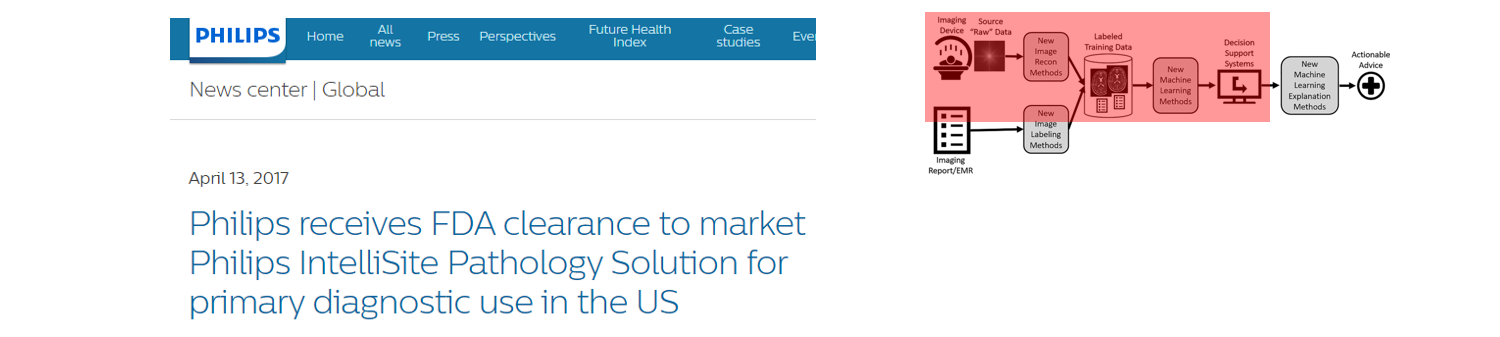 PHILIPS
Home
All
news
Press
Perspectives
Future Health
Index
Case
studies
News center | Global
April 13, 2017
Philips receives FDA clearance to market
Philips IntelliSite Pathology Solution for
primary diagnostic use in the US
Imaging
Device
Source
"Raw" Data
New
Image
Recon
Methods
Labeled
Training Data
New
Machine
Learning
Methods
Decision
Support
Systems
New
Machine
Learning
Explanation
Methods
Actionable
Advice
New
Image
Labeling
Methods
Imaging
Report/EMR